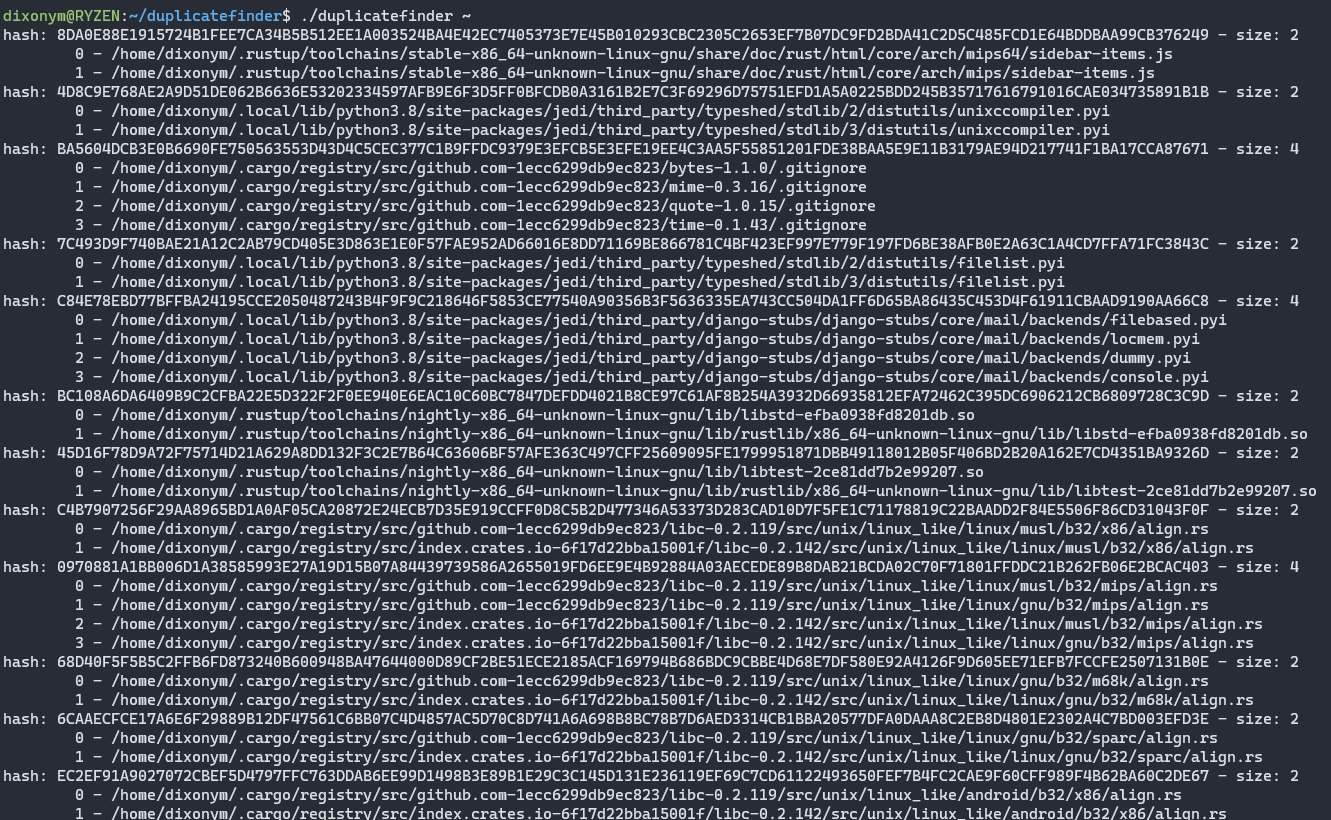 dixonym@RYZEN:~/duplicatefinder$ ./duplicatefinder ~
hash: 8DA0E88E1915724B1FEE7CA34B5B512EE1A003524BA4E42EC7405373E7E45B010293CBC2305C2653EF7B07DC9FD2BDA41C2D5C485FCD1E64BDDBAA99CB376249 - size: 2
0 - /home/dixonym/.rustup/toolchains/stable-x86_64-unknown-linux-gnu/share/doc/rust/html/core/arch/mips64/sidebar-items.js
1 - /home/dixonym/.rustup/toolchains/stable-x86_64-unknown-linux-gnu/share/doc/rust/html/core/arch/mips/sidebar-items.js
hash: 4D8C9E768AE2A9D51DE062B6636E53202334597AFB9E6F3D5FF0BFCDB0A3161B2E7C3F69296D75751EFD1A5A0225BDD245B35717616791016CAE034735891B1B - size: 2
0 - /home/dixonym/.local/lib/python3.8/site-packages/jedi/third_party/typeshed/stdlib/2/distutils/unixccompiler.pyi
1 - /home/dixonym/.local/lib/python3.8/site-packages/jedi/third_party/typeshed/stdlib/3/distutils/unixccompiler.pyi
hash: BA5604DCB3E0B6690FE750563553D43D4C5CEC377C1B9FFDC9379E3EFCB5E3EFE19EE4C3AA5F55851201FDE38BAA5E9E11B3179AE94D217741F1BA17CCA87671 - size: 4
0 - /home/dixonym/.cargo/registry/src/github.com-1ecc6299db9ec823/bytes-1.1.0/.gitignore
1 - /home/dixonym/.cargo/registry/src/github.com-1ecc6299db9ec823/mime-0.3.16/.gitignore
2 - /home/dixonym/.cargo/registry/src/github.com-1ecc6299db9ec823/quote-1.0.15/.gitignore
3 - /home/dixonym/.cargo/registry/src/github.com-1ecc6299db9ec823/time-0.1.43/.gitignore
hash: 7C493D9F740BAE21A12C2AB79CD405E3D863E1E0F57FAE952AD66016E8DD71169BE866781C4BF423EF997E779F197FD6BE38AFB0E2A63C1A4CD7FFA71FC3843C - size: 2
0 - /home/dixonym/.local/lib/python3.8/site-packages/jedi/third_party/typeshed/stdlib/2/distutils/filelist.pyi
1 - /home/dixonym/.local/lib/python3.8/site-packages/jedi/third_party/typeshed/stdlib/3/distutils/filelist.pyi
hash: C84E78EBD77BFFBA24195CCE2050487243B4F9F9C218646F5853CE77540A90356B3F5636335EA743CC504DA1FF6D65BA86435C453D4F61911CBAAD9190AA66C8 - size: 4
0 - /home/dixonym/.local/lib/python3.8/site-packages/jedi/third_party/django-stubs/django-stubs/core/mail/backends/filebased.pyi
1 - /home/dixonym/.local/lib/python3.8/site-packages/jedi/third_party/django-stubs/django-stubs/core/mail/backends/locmem.pyi
2 - /home/dixonym/.local/lib/python3.8/site-packages/jedi/third_party/django-stubs/django-stubs/core/mail/backends/dummy.pyi
3 - /home/dixonym/.local/lib/python3.8/site-packages/jedi/third_party/django-stubs/django-stubs/core/mail/backends/console.pyi
hash: BC108A6DA6409B9C2CFBA22E5D322F2F0EE940E6EAC10C60BC7847DEFDD4021B8CE97C61AF8B254A3932D66935812EFA72462C395DC6906212CB6809728C3C9D - size: 2
0 - /home/dixonym/.rustup/toolchains/nightly-x86_64-unknown-linux-gnu/lib/libstd-efba0938fd8201db.so
1 - /home/dixonym/.rustup/toolchains/nightly-x86_64-unknown-linux-gnu/lib/rustlib/x86_64-unknown-linux-gnu/lib/libstd-efba0938fd8201db.so
hash: 45D16F78D9A72F75714D21A629A8DD132F3C2E7B64C63606BF57AFE363C497CFF25609095FE1799951871DBB49118012B05F406BD2B20A162E7CD4351BA9326D - size: 2
0 - /home/dixonym/.rustup/toolchains/nightly-x86_64-unknown-linux-gnu/lib/libtest-2ce81dd7b2e99207.so
1 - /home/dixonym/.rustup/toolchains/nightly-x86_64-unknown-linux-gnu/lib/rustlib/x86_64-unknown-linux-gnu/lib/libtest-2ce81dd7b2e99207.so
hash: C4B7907256F29AA8965BD1A0AF05CA20872E24ECB7D35E919CCFF0D8C5B2D477346A53373D283CAD10D7F5FE1C71178819C22BAADD2F84E5506F86CD31043F0F - size: 2
0 - /home/dixonym/.cargo/registry/src/github.com-1ecc6299db9ec823/libc-0.2.119/src/unix/linux_like/linux/musl/b32/x86/align.rs
1 - /home/dixonym/.cargo/registry/src/index.crates.io-6f17d22bba15001f/libc-0.2.142/src/unix/linux_like/linux/musl/b32/x86/align.rs
hash: 0970881A1BB006D1A38585993E27A19D15B07A84439739586A2655019FD6EE9E4B92884A03AECEDE89B8DAB21BCDA02C70F71801FFDDC21B262FB06E2BCAC403 - size: 4
0 - /home/dixonym/.cargo/registry/src/github.com-1ecc6299db9ec823/libc-0.2.119/src/unix/linux_like/linux/musl/b32/mips/align.rs
1 - /home/dixonym/.cargo/registry/src/github.com-1ecc6299db9ec823/libc-0.2.119/src/unix/linux_like/linux/gnu/b32/mips/align.rs
2 - /home/dixonym/.cargo/registry/src/index.crates.io-6f17d22bba15001f/libc-0.2.142/src/unix/linux_like/linux/musl/b32/mips/align.rs
3 - /home/dixonym/.cargo/registry/src/index.crates.io-6f17d22bba15001f/libc-0.2.142/src/unix/linux_like/linux/gnu/b32/mips/align.rs
hash: 68D40F5F5B5C2FFB6FD873240B600948BA47644000D89CF2BE51ECE2185ACF169794B686BDC9CBBE4D68E7DF580E92A4126F9D605EE71EFB7FCCFE2507131B0E - size: 2
0 - /home/dixonym/.cargo/registry/src/github.com-1ecc6299db9ec823/libc-0.2.119/src/unix/linux_like/linux/gnu/b32/m68k/align.rs
1 - /home/dixonym/.cargo/registry/src/index.crates.io-6f17d22bba15001f/libc-0.2.142/src/unix/linux_like/linux/gnu/b32/m68k/align.rs
hash: 6CAAECFCE17A6E6F29889B12DF47561C6BB07C4D4857AC5D70C8D741A6A698B8BC78B7D6AED3314CB1BBA20577DFA0DAAA8C2EB8D4801E2302A4C7BD003EFD3E - size: 2
0 - /home/dixonym/.cargo/registry/src/github.com-1ecc6299db9ec823/libc-0.2.119/src/unix/linux_like/linux/gnu/b32/sparc/align.rs
1 - /home/dixonym/.cargo/registry/src/index.crates.io-6f17d22bba15001f/libc-0.2.142/src/unix/linux_like/linux/gnu/b32/sparc/align.rs
hash: EC2EF91A9027072CBEF5D4797FFC763DDAB6EE99D1498B3E89B1E29C3C145D131E236119EF69C7CD61122493650FEF7B4FC2CAE9F60CFF989F4B62BA60C2DE67 - size: 2
0 - /home/dixonym/.cargo/registry/src/github.com-1ecc6299db9ec823/libc-0.2.119/src/unix/linux_like/android/b32/x86/align.rs
1 - /home/dixonym/.cargo/registry/src/index.crates.io-6f17d22bba15001f/libc-0.2.142/src/unix/linux_like/android/b32/x86/align.rs